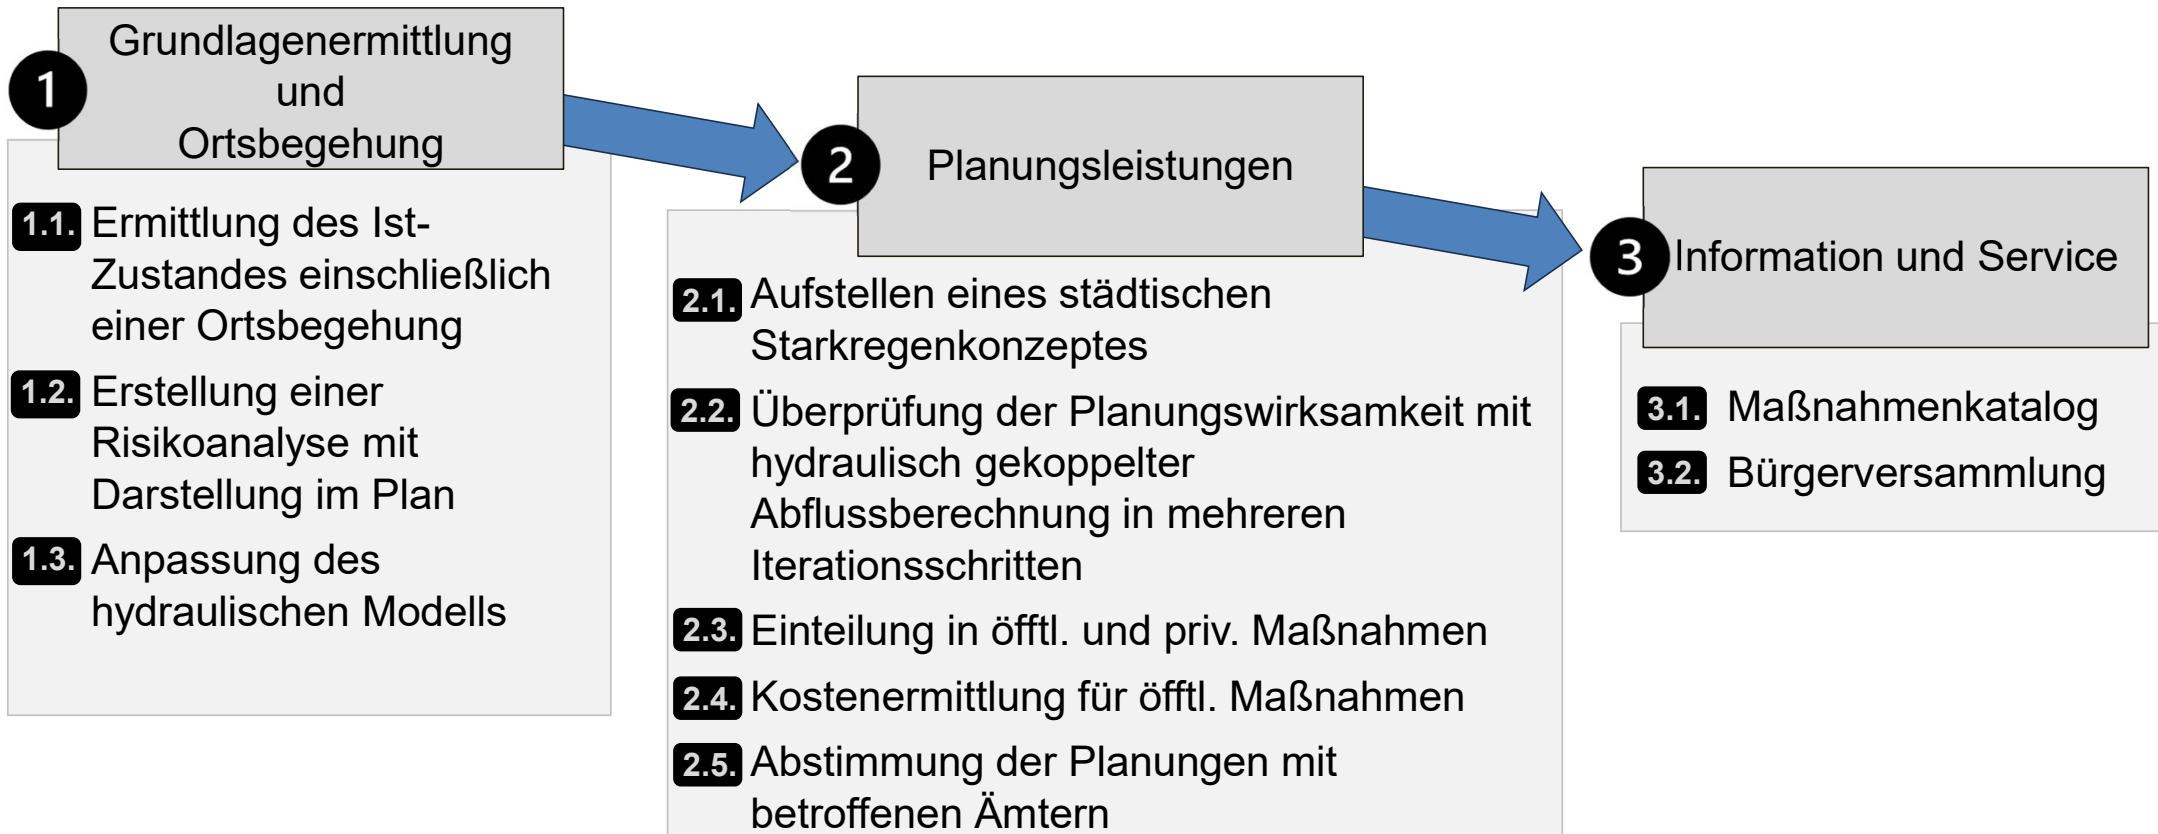 1
Grundlagenermittlung
und
Ortsbegehung
1.1. Ermittlung des Ist-
Zustandes einschließlich
einer Ortsbegehung
1.2. Erstellung einer
Risikoanalyse mit
Darstellung im Plan
1.3. Anpassung des
hydraulischen Modells
2 Planungsleistungen
2.1. Aufstellen eines städtischen
Starkregenkonzeptes
2.2. Überprüfung der Planungswirksamkeit mit
hydraulisch gekoppelter
Abflussberechnung in mehreren
Iterationsschritten
2.3. Einteilung in öfftl. und priv. Maßnahmen
2.4. Kostenermittlung für öfftl. Maßnahmen
2.5. Abstimmung der Planungen mit
betroffenen Ämtern
3 Information und Service
3.1. Maßnahmenkatalog
3.2. Bürgerversammlung